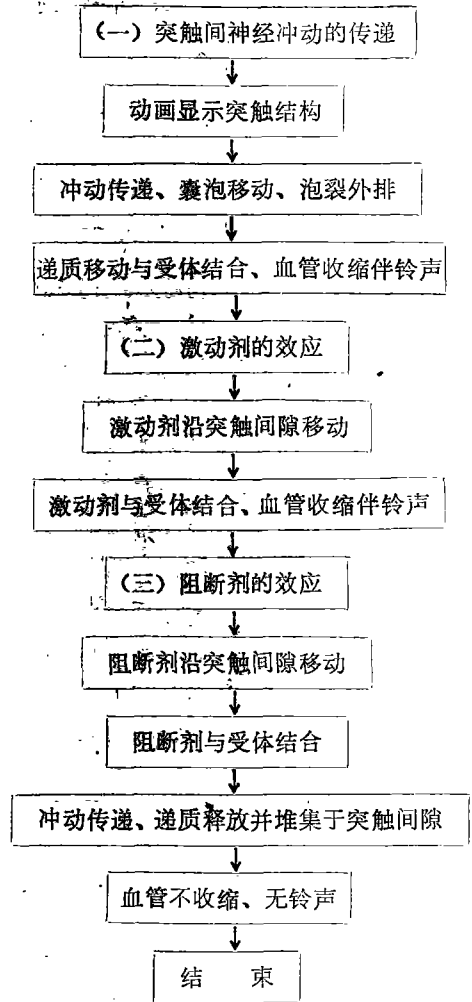 （一）突触间神经冲动的传递
动画显示突触结构
冲动传递、囊泡移动、泡裂外排
递质移动与受体结合、血管收缩伴铃声
（二）激动剂的效应
激动剂沿突触间隙移动
激动剂与受体结合、血管收缩伴铃声
（三）阻断剂的效应
阻断剂沿突触间隙移动
阻断剂与受体结合
冲动传递、递质释放并堆集于突触间隙
血管不收缩、无铃声
结　束